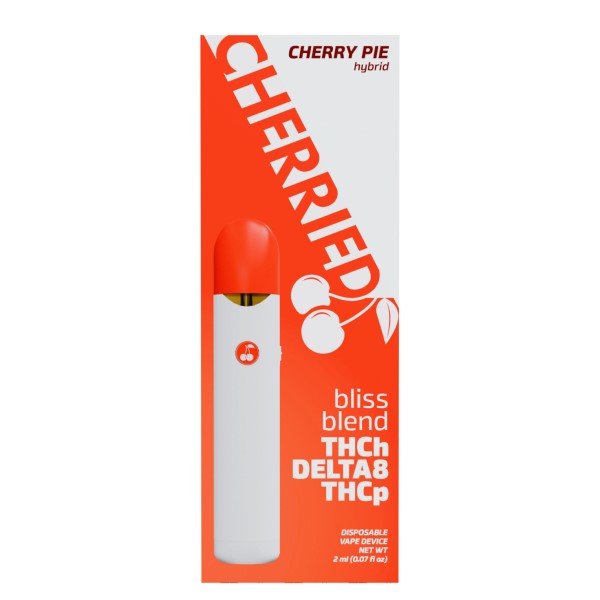 CHERRY PIE
hybrid
CHERRIED
bliss
blend
THCh
DELTA8
THCp
DISPOSABLE
VAPE DEVICE
NET WT
2 ml (0.07 fl oz)